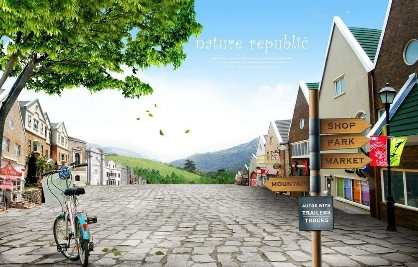 nature republic
SHOP
PARK
MARKET
MOUNTAIN
AUTOS WITH
TRAILERS
TRUCKS